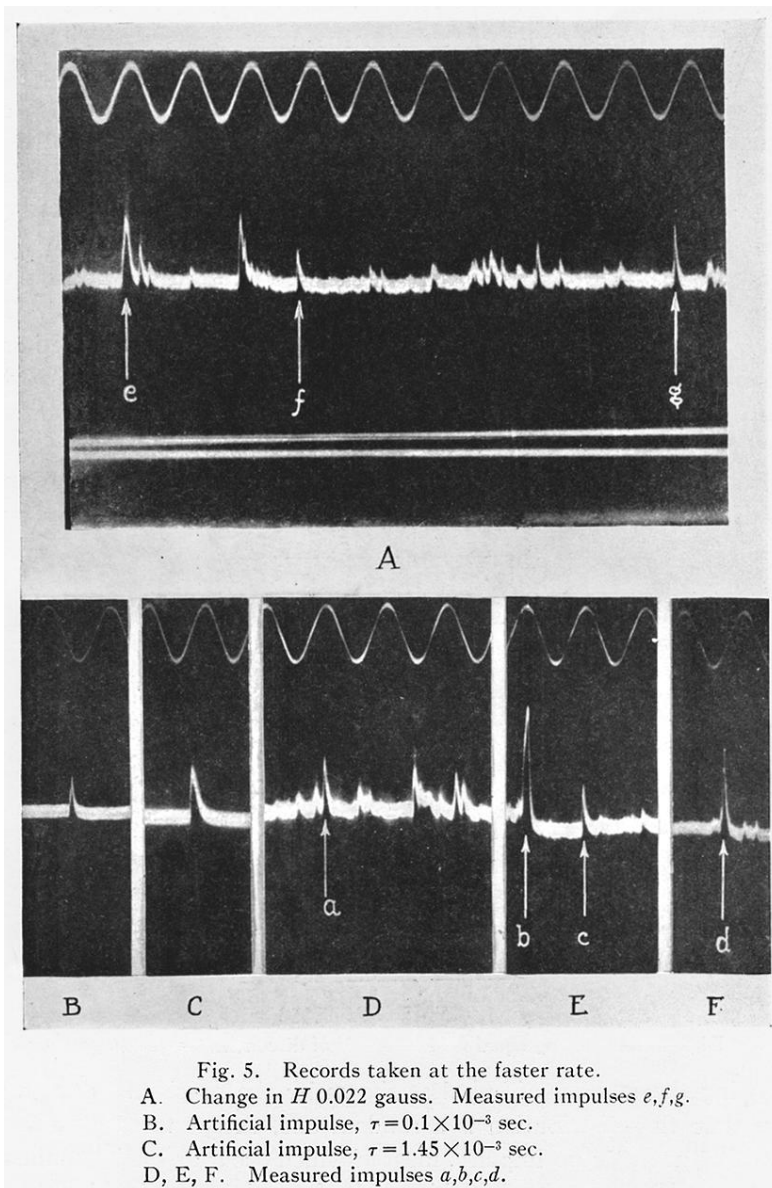 e
f
g
A
a
b
c
d
B C D E F
Fig. 5. Records taken at the faster rate.
A. Change in H 0.022 gauss. Measured impulses e,f,g.
B. Artificial impulse, τ=0.1×10⁻³ sec.
C. Artificial impulse, τ=1.45×10⁻³ sec.
D, E, F. Measured impulses a,b,c,d.